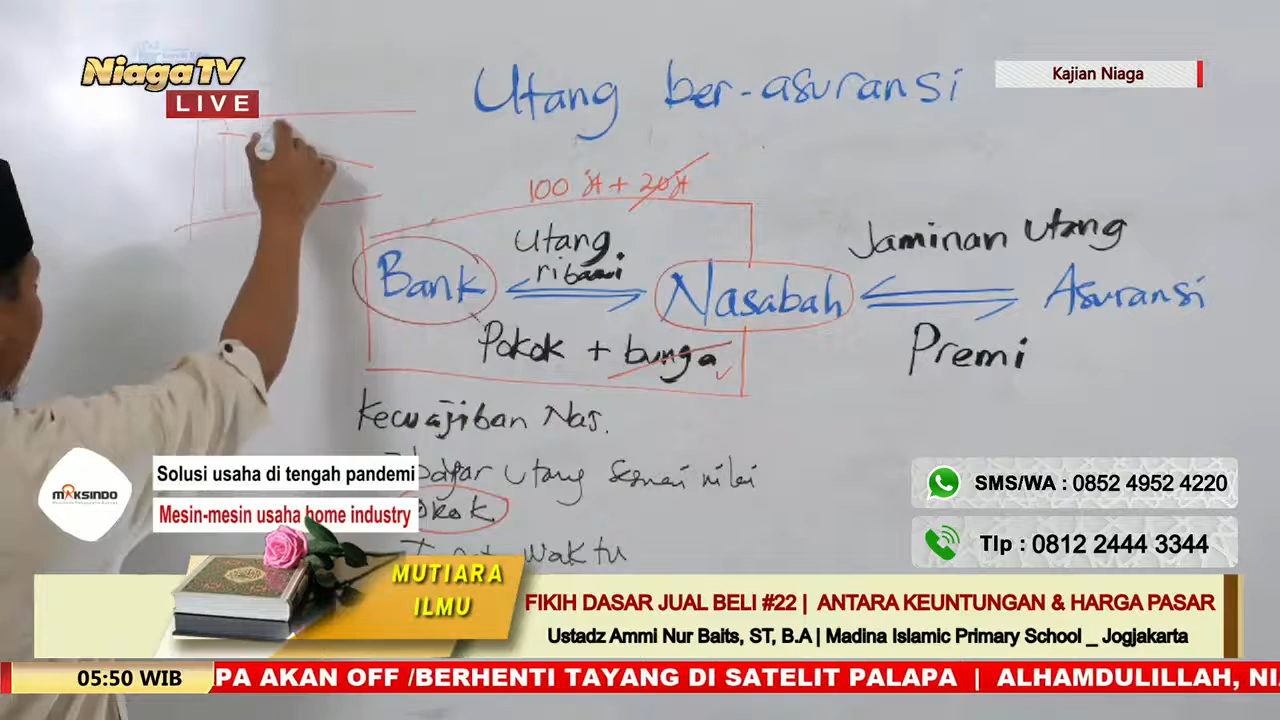 NiagaTV
LIVE
Kajian Niaga
Utang ber-asuransi
100 jt + 20 jt
Utang
ribawi
Jaminan Utang
Bank
Nasabah
Asuransi
Pokok + bunga
Premi
Kewajiban Nas.
utang sesuai nilai
waktu
MAKSINDO
Solusi usaha di tengah pandemi
Mesin-mesin usaha home industry
SMS/WA : 0852 4952 4220
Tlp : 0812 2444 3344
MUTIARA
ILMU
FIKIH DASAR JUAL BELI #22 | ANTARA KEUNTUNGAN & HARGA PASAR
Ustadz Ammi Nur Baits, ST, B.A | Madina Islamic Primary School _ Jogjakarta
05:50 WIB
PA AKAN OFF /BERHENTI TAYANG DI SATELIT PALAPA | ALHAMDULILLAH, NI